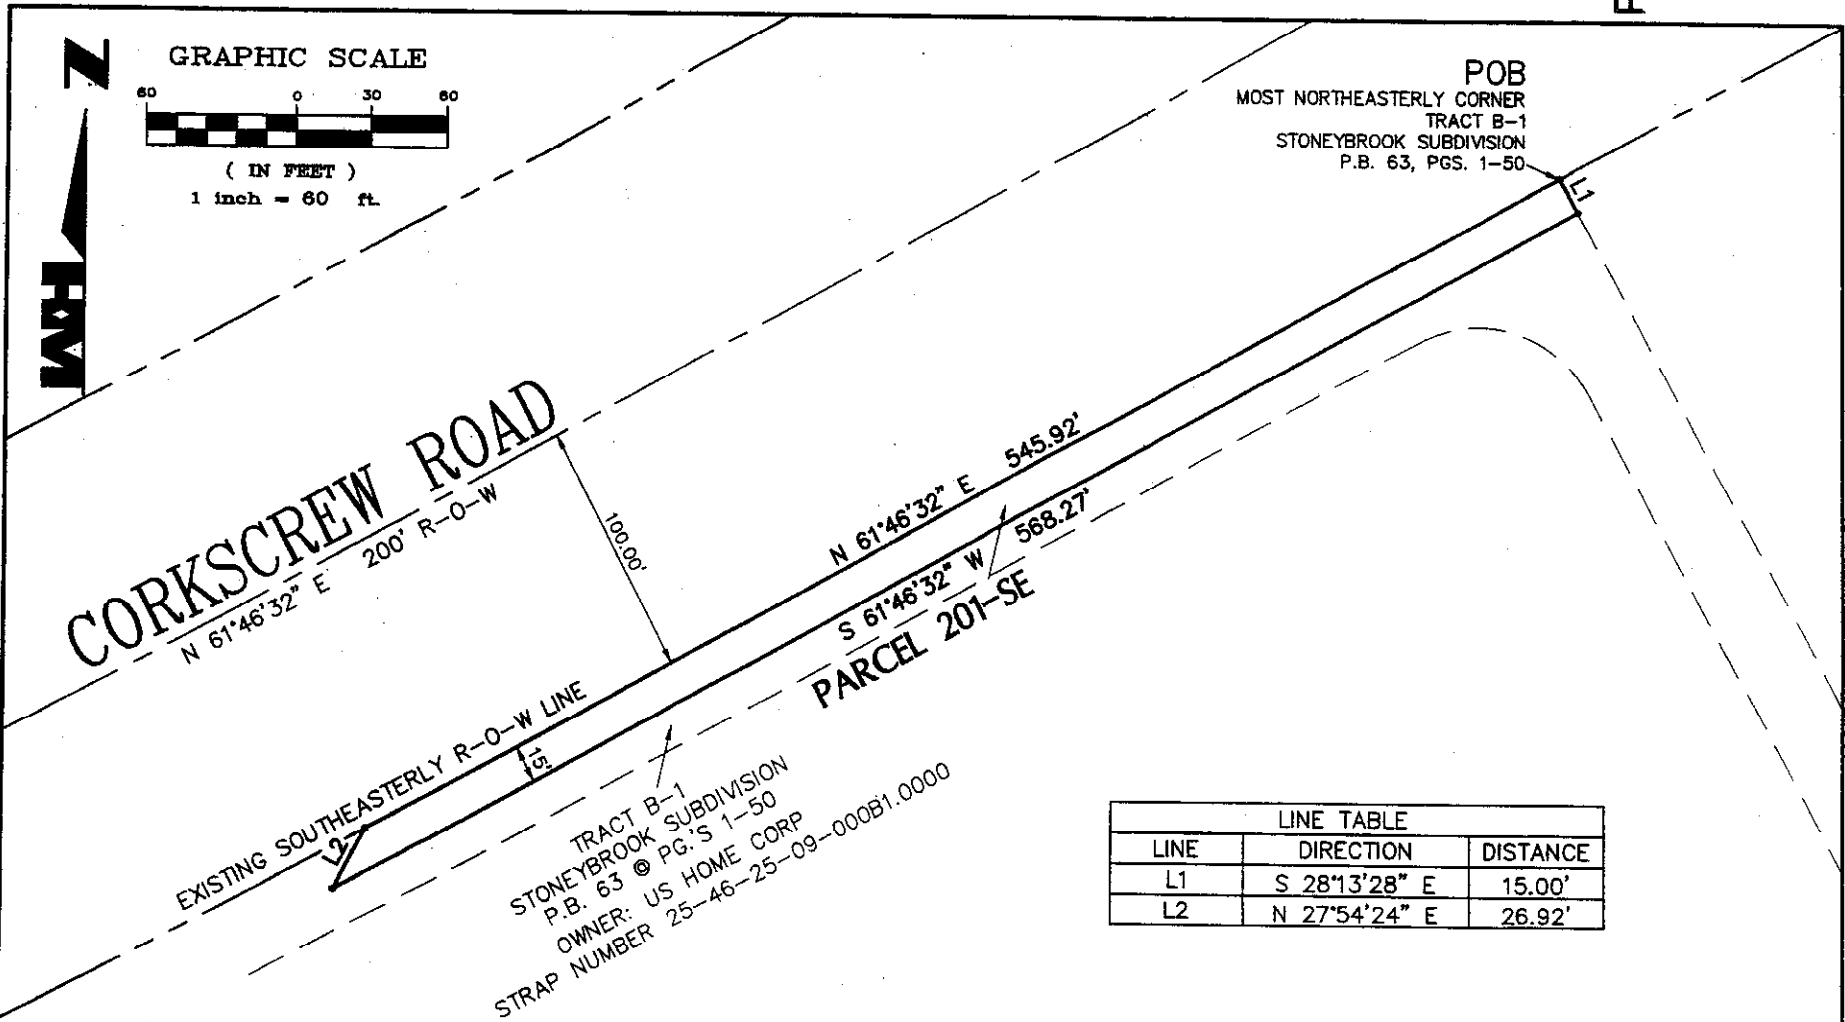 GRAPHIC SCALE
60 0 30 60
( IN FEET )
1 inch = 60 ft.
N
HM
POB
MOST NORTHEASTERLY CORNER
TRACT B-1
STONEYBROOK SUBDIVISION
P.B. 63, PGS. 1-50
L1
CORKSCREW ROAD
N 61°46'32" E 200' R-O-W
100.00'
N 61°46'32" E 545.92'
S 61°46'32" W 568.27'
PARCEL 201-SE
EXISTING SOUTHEASTERLY R-O-W LINE
15'
L2
TRACT B-1
STONEYBROOK SUBDIVISION
P.B. 63 @ PG.'S 1-50
OWNER: US HOME CORP
STRAP NUMBER 25-46-25-09-000B1.0000
LINE TABLE
LINE DIRECTION DISTANCE
L1 S 28°13'28" E 15.00'
L2 N 27°54'24" E 26.92'